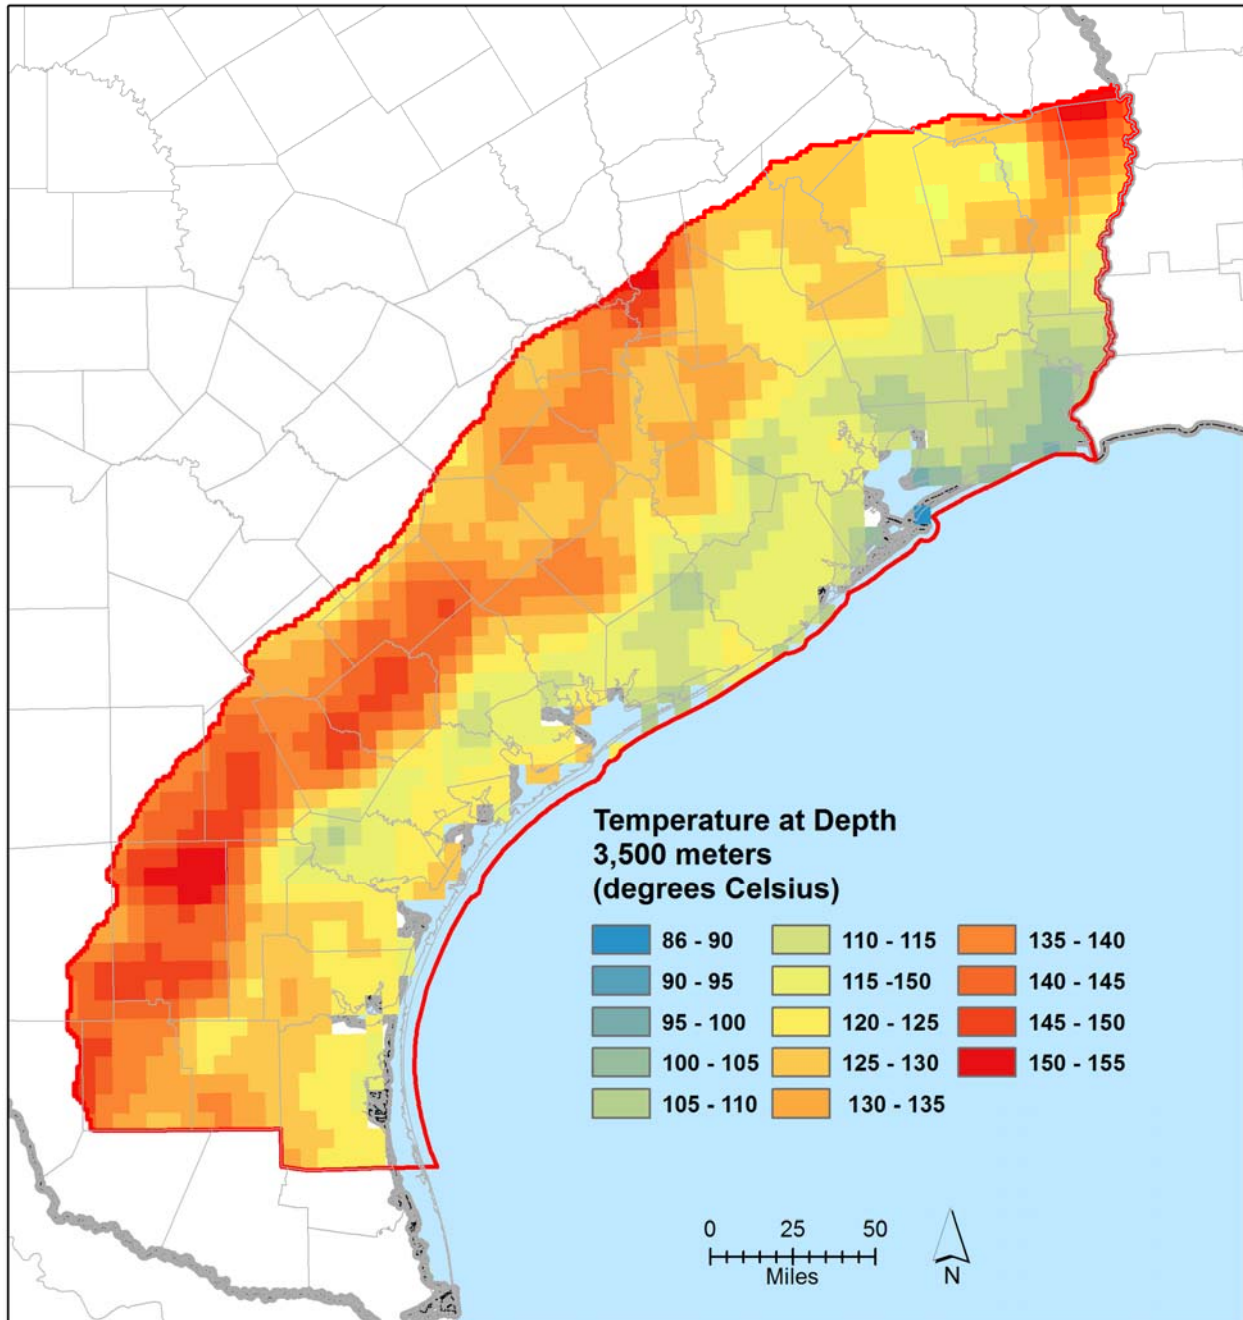 Temperature at Depth
3,500 meters
(degrees Celsius)
86 - 90
90 - 95
95 - 100
100 - 105
105 - 110
110 - 115
115 -150
120 - 125
125 - 130
130 - 135
135 - 140
140 - 145
145 - 150
150 - 155
0 25 50
Miles
N